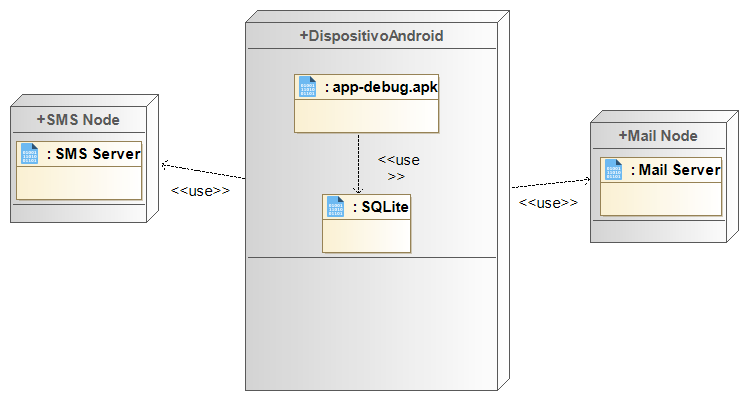 +DispositivoAndroid
: app-debug.apk
<<use
>>
: SQLite
+SMS Node
: SMS Server
<<use>>
+Mail Node
: Mail Server
<<use>>